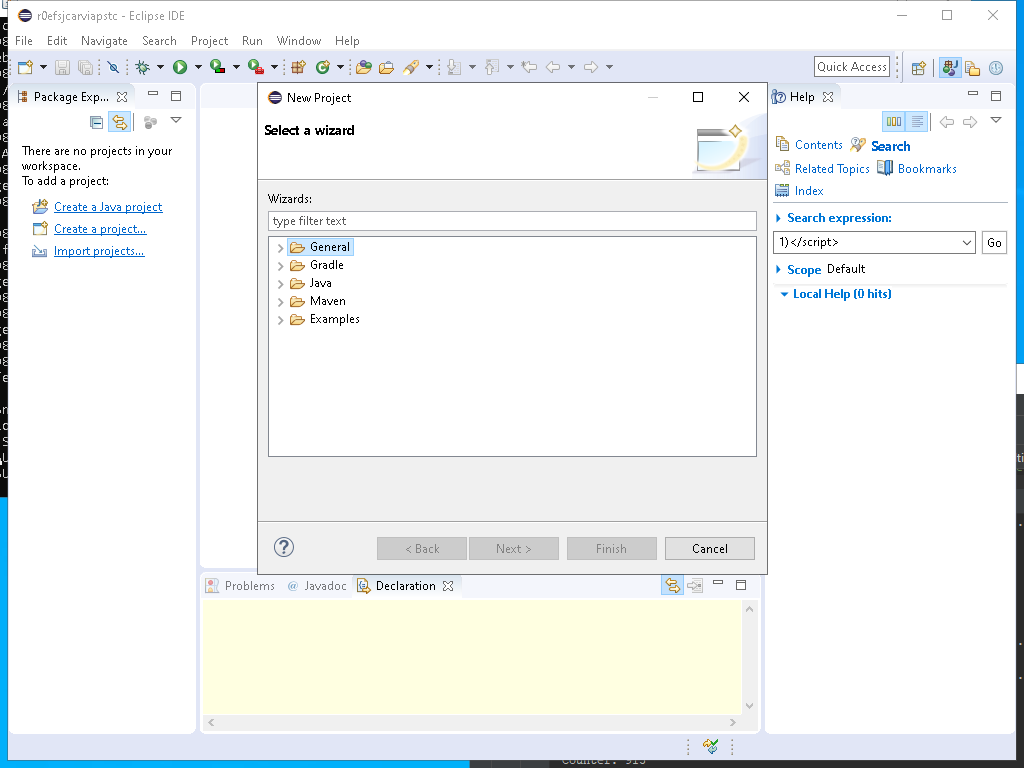 r0efsjcarviapstc - Eclipse IDE
File Edit Navigate Search Project Run Window Help
Quick Access
Package Exp...
There are no projects in your
workspace.
To add a project:
Create a Java project
Create a project...
Import projects...
New Project
Select a wizard
Wizards:
type filter text
General
Gradle
Java
Maven
Examples
< Back Next > Finish Cancel
Help
Contents Search
Related Topics Bookmarks
Index
Search expression:
1)</script> Go
Scope Default
Local Help (0 hits)
Problems @ Javadoc Declaration
Counter: 913